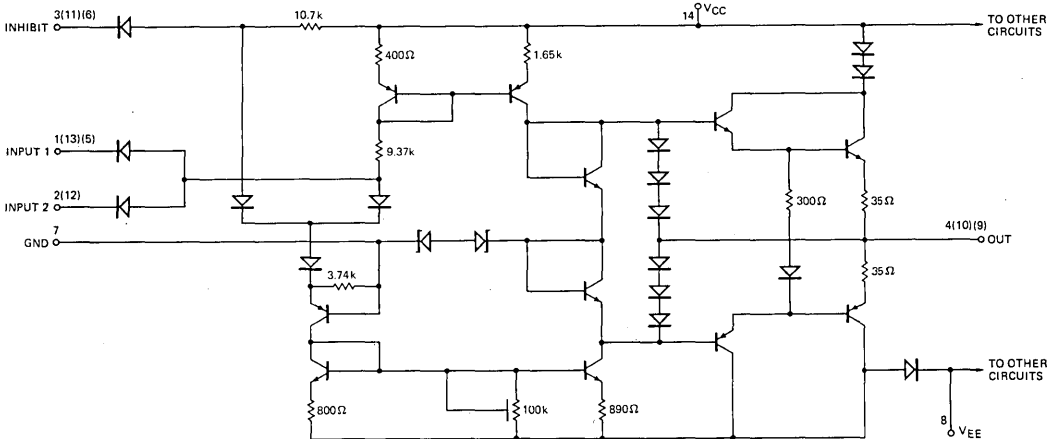 INHIBIT 3(11)(6)
10.7k
14
VCC
TO OTHER
CIRCUITS
400Ω
1.65k
INPUT 1 1(13)(5)
9.37k
INPUT 2 2(12)
300Ω
35Ω
GND 7
4(10)(9)
OUT
3.74k
35Ω
TO OTHER
CIRCUITS
800Ω
100k
890Ω
8
VEE